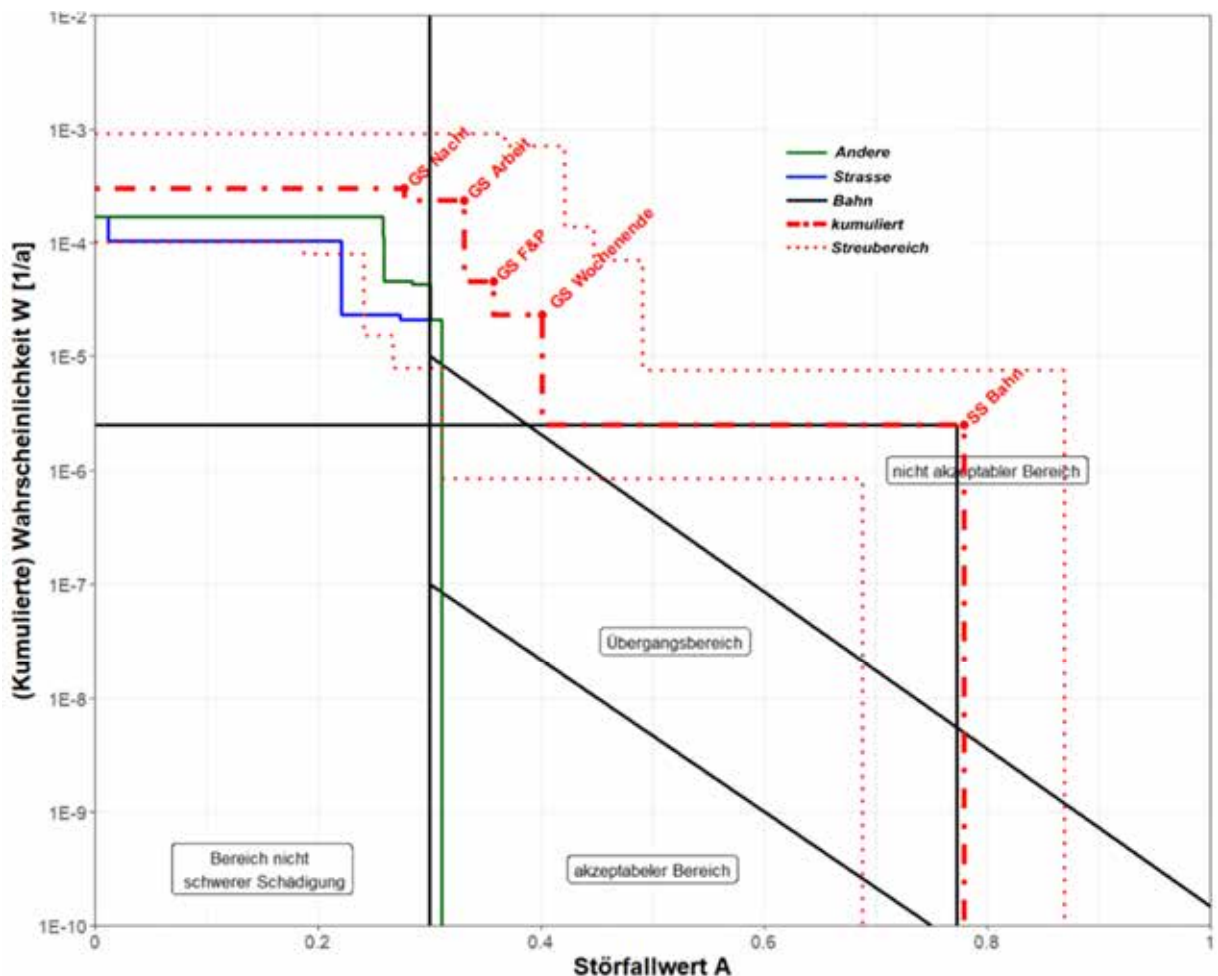 1E-2
1E-3
1E-4
1E-5
1E-6
1E-7
1E-8
1E-9
1E-10
(Kumulierte) Wahrscheinlichkeit W [1/a]
GS Nacht
GS Arbeit
GS F&P
GS Wochenende
SS Bahn
Andere
Strasse
Bahn
kumuliert
Streubereich
nicht akzeptabler Bereich
Übergangsbereich
Bereich nicht
schwerer Schädigung
akzeptabeler Bereich
0
0.2
0.4
0.6
0.8
1
Störfallwert A